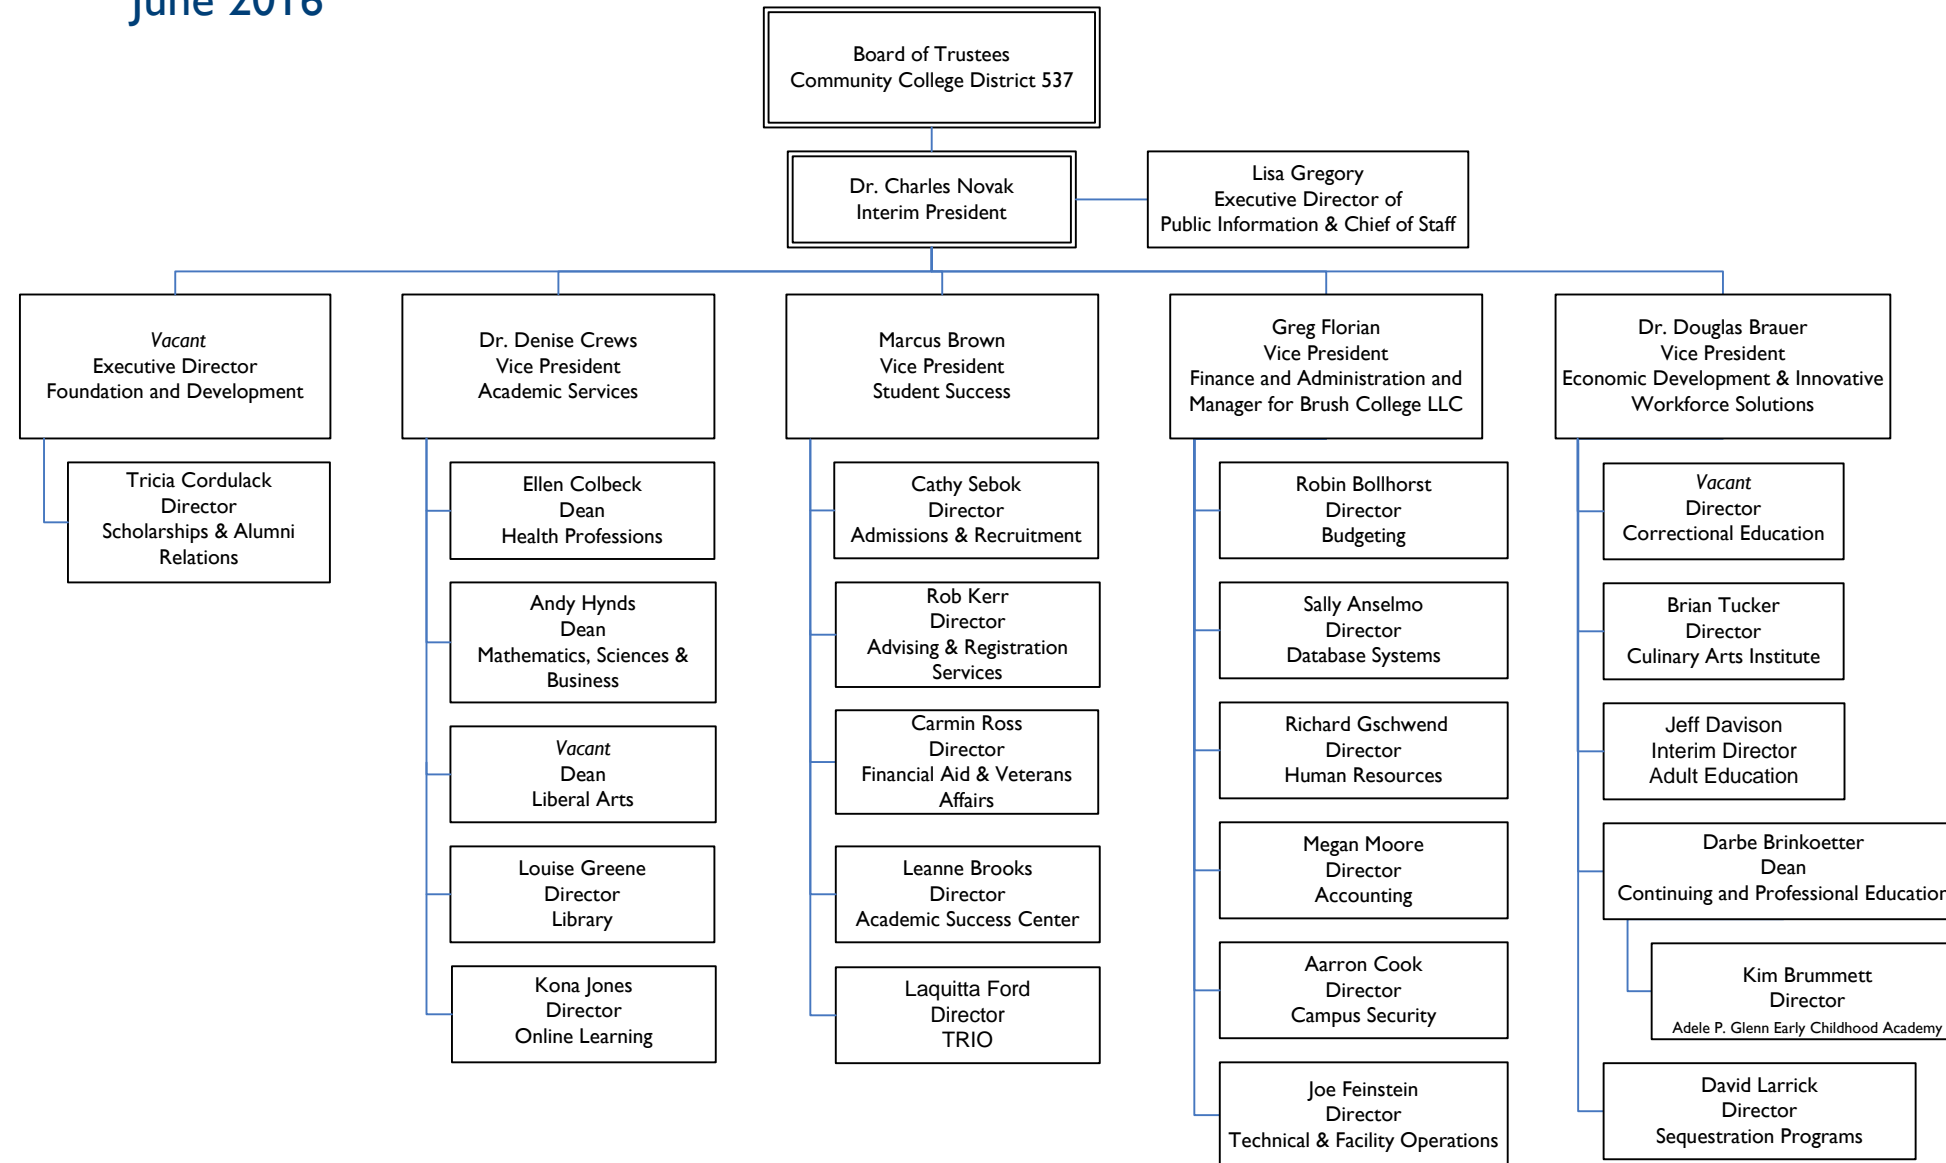 June 2016
Board of Trustees
Community College District 537
Dr. Charles Novak
Interim President
Lisa Gregory
Executive Director of
Public Information & Chief of Staff
Vacant
Executive Director
Foundation and Development
Tricia Cordulack
Director
Scholarships & Alumni
Relations
Dr. Denise Crews
Vice President
Academic Services
Ellen Colbeck
Dean
Health Professions
Andy Hynds
Dean
Mathematics, Sciences &
Business
Vacant
Dean
Liberal Arts
Louise Greene
Director
Library
Kona Jones
Director
Online Learning
Marcus Brown
Vice President
Student Success
Cathy Sebok
Director
Admissions & Recruitment
Rob Kerr
Director
Advising & Registration
Services
Carmin Ross
Director
Financial Aid & Veterans
Affairs
Leanne Brooks
Director
Academic Success Center
Laquitta Ford
Director
TRIO
Greg Florian
Vice President
Finance and Administration and
Manager for Brush College LLC
Robin Bollhorst
Director
Budgeting
Sally Anselmo
Director
Database Systems
Richard Gschwend
Director
Human Resources
Megan Moore
Director
Accounting
Aarron Cook
Director
Campus Security
Joe Feinstein
Director
Technical & Facility Operations
Dr. Douglas Brauer
Vice President
Economic Development & Innovative
Workforce Solutions
Vacant
Director
Correctional Education
Brian Tucker
Director
Culinary Arts Institute
Jeff Davison
Interim Director
Adult Education
Darbe Brinkoetter
Dean
Continuing and Professional Education
Kim Brummett
Director
Adele P. Glenn Early Childhood Academy
David Larrick
Director
Sequestration Programs